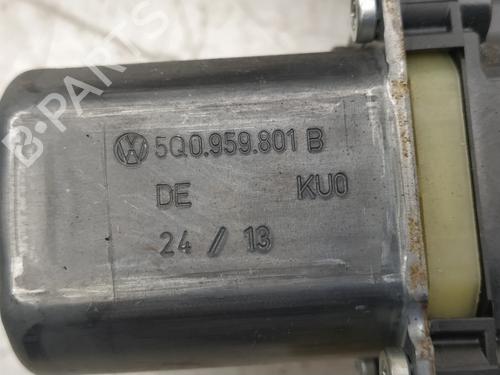 B-PARTS
5Q0.959.801 B
DE KU0
24 / 13